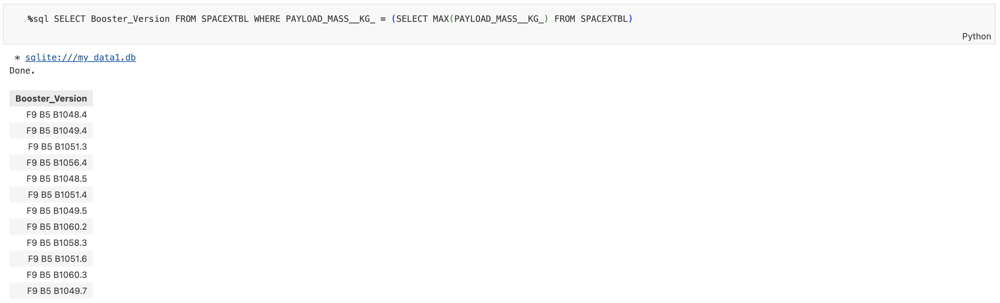 %sql SELECT Booster_Version FROM SPACEXTBL WHERE PAYLOAD_MASS__KG_ = (SELECT MAX(PAYLOAD_MASS__KG_) FROM SPACEXTBL)
Python
* sqlite:///my_data1.db
Done.
Booster_Version
F9 B5 B1048.4
F9 B5 B1049.4
F9 B5 B1051.3
F9 B5 B1056.4
F9 B5 B1048.5
F9 B5 B1051.4
F9 B5 B1049.5
F9 B5 B1060.2
F9 B5 B1058.3
F9 B5 B1051.6
F9 B5 B1060.3
F9 B5 B1049.7